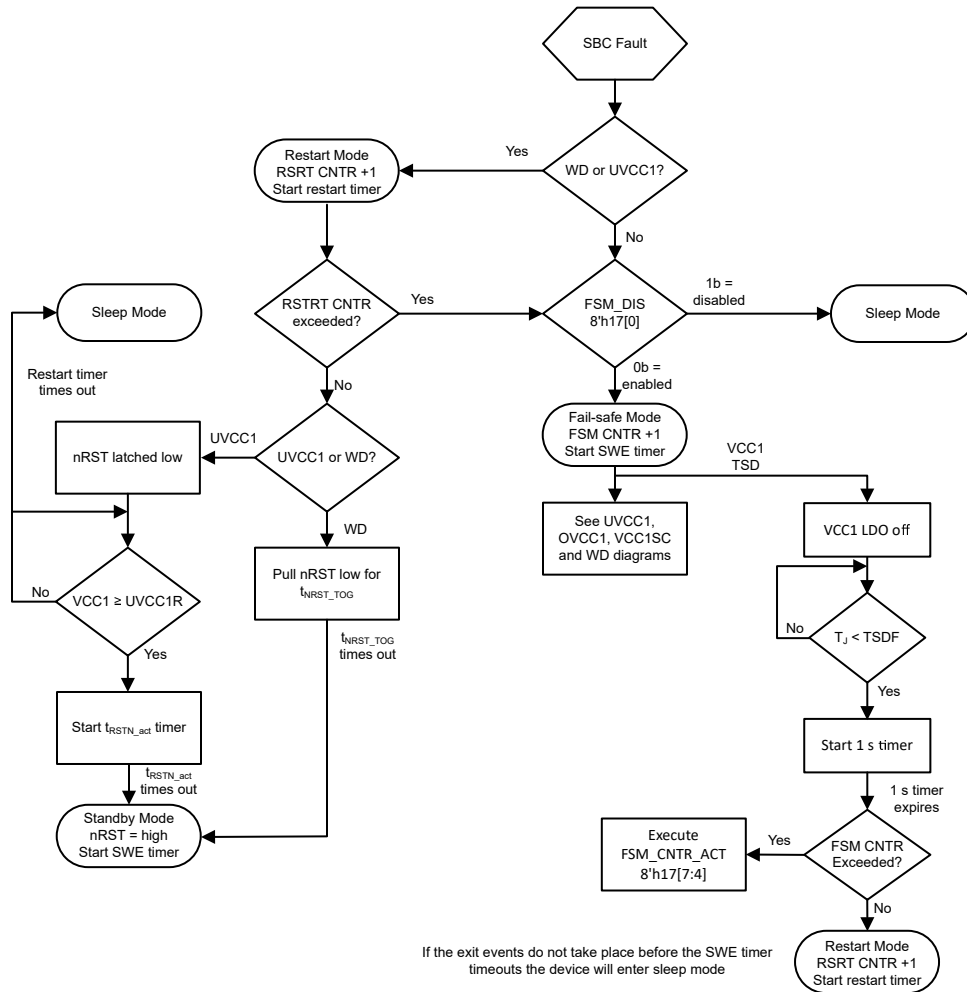 SBC Fault
WD or UVCC1?
Yes
No
Restart Mode
RSRT CNTR +1
Start restart timer
RSTRT CNTR
exceeded?
Yes
No
FSM_DIS
8'h17[0]
1b =
disabled
Sleep Mode
0b =
enabled
Sleep Mode
Restart timer
times out
UVCC1 or WD?
UVCC1
WD
nRST latched low
Fail-safe Mode
FSM CNTR +1
Start SWE timer
VCC1
TSD
See UVCC1,
OVCC1, VCC1SC
and WD diagrams
VCC1 LDO off
VCC1 ≥ UVCC1R
No
Yes
Pull nRST low for
tNRST_TOG
tNRST_TOG
times out
TJ < TSDF
No
Yes
Start tRSTN_act timer
tRSTN_act
times out
Start 1 s timer
1 s timer
expires
Standby Mode
nRST = high
Start SWE timer
Execute
FSM_CNTR_ACT
8'h17[7:4]
Yes
FSM CNTR
Exceeded?
No
Restart Mode
RSRT CNTR +1
Start restart timer
If the exit events do not take place before the SWE timer
timeouts the device will enter sleep mode